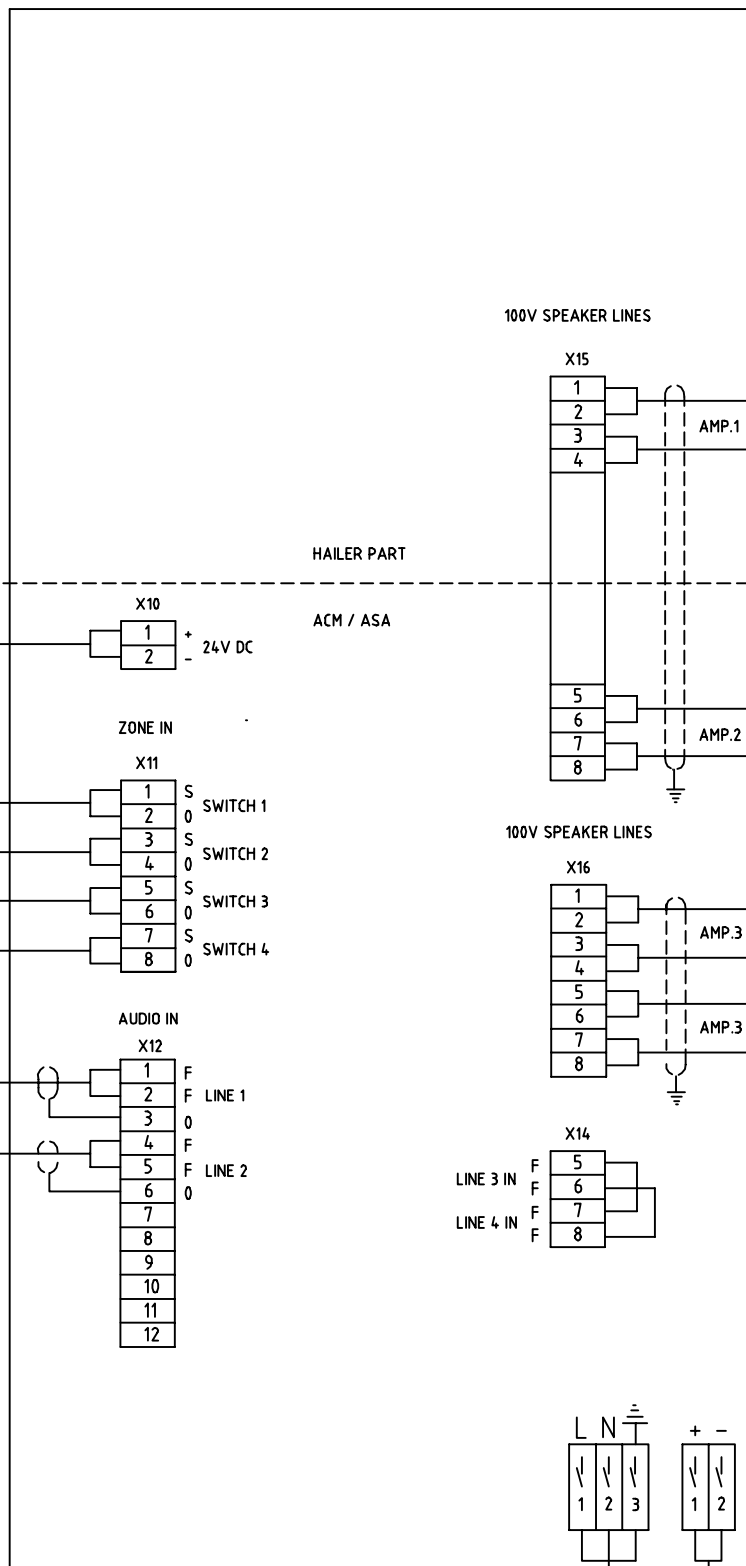 100V SPEAKER LINES
X15
1
2
3
4
AMP.1
HAILER PART
ACM / ASA
X10
1 +
2 -
24V DC
5
6
7
8
AMP.2
ZONE IN
X11
1 S
2 0
SWITCH 1
3 S
4 0
SWITCH 2
5 S
6 0
SWITCH 3
7 S
8 0
SWITCH 4
100V SPEAKER LINES
X16
1
2
3
4
AMP.3
5
6
7
8
AMP.3
AUDIO IN
X12
1 F
2 F LINE 1
3 0
4 F
5 F LINE 2
6 0
7
8
9
10
11
12
X14
LINE 3 IN
F 5
F 6
LINE 4 IN
F 7
F 8
L N
1 2 3
+ -
1 2